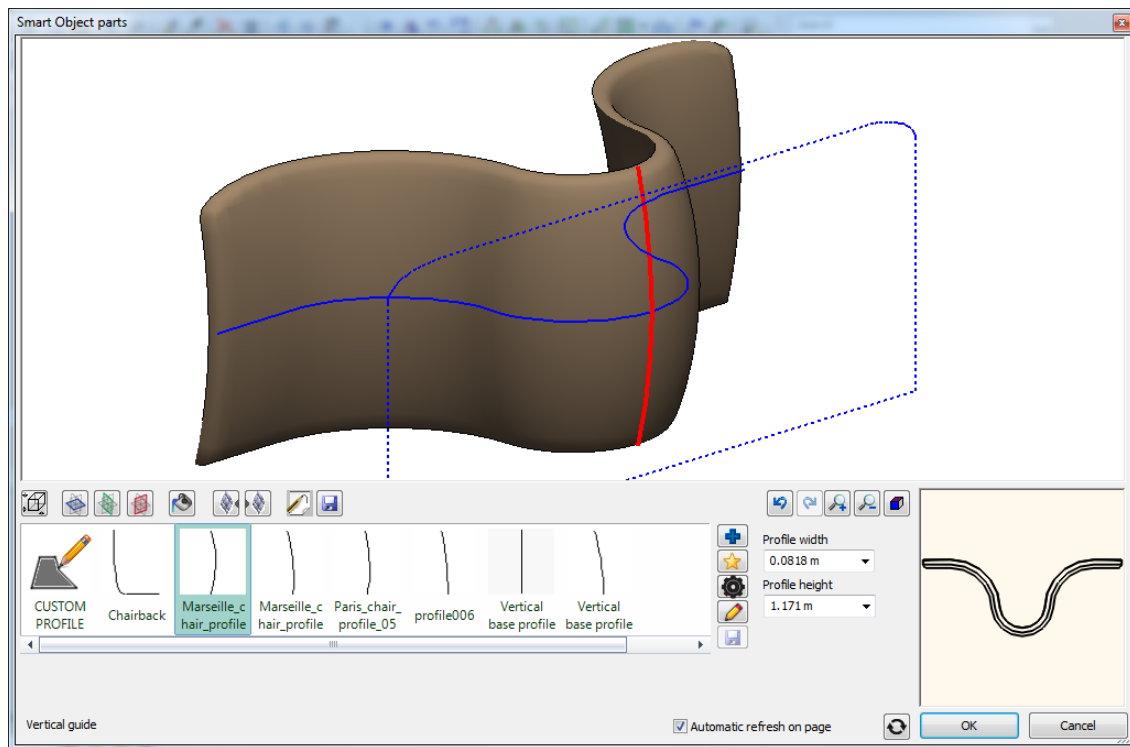 Smart Object parts
Search
CUSTOM
PROFILE
Chairback
Marseille_c
hair_profile
Marseille_c
hair_profile
Paris_chair_
profile_05
profile006
Vertical
base profile
Vertical
base profile
Profile width
0.0818 m
Profile height
1.171 m
Vertical guide
Automatic refresh on page
OK
Cancel